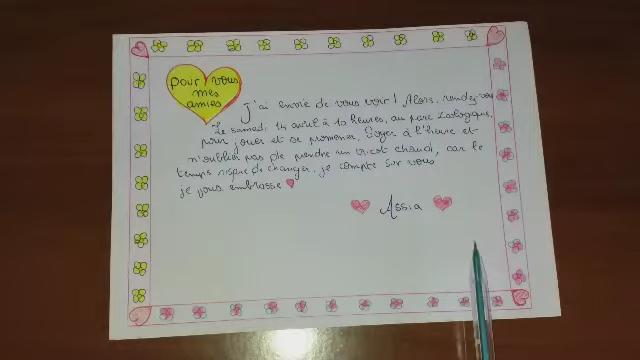 pour vous
mes
amies
J'ai envie de vous voir ! Alors, rendez-vous
Le samedi 14 avril à 10 heures, au parc zoologique,
pour jouer et se promener, Soyez à l'heure et
n'oublier pas de prendre un tricot chaud, car le
temps risque de changer, je compte sur vous
je vous embrasse
Assia